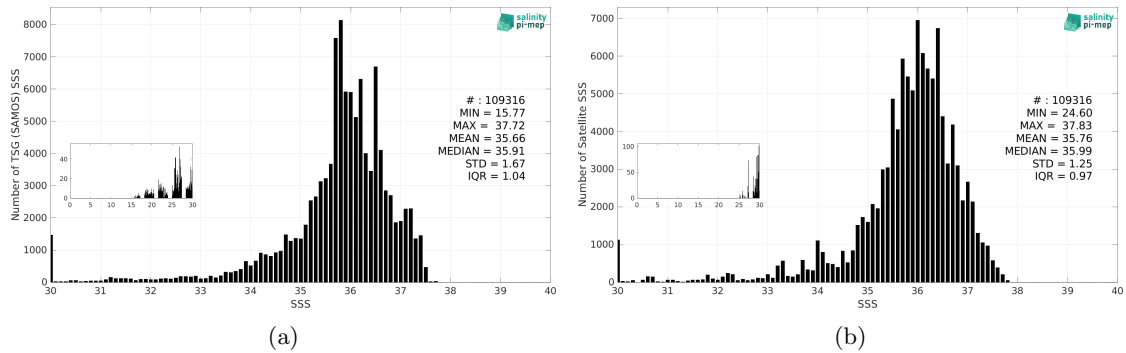 salinity
pi-mep
Number of TSG (SAMOS) SSS
8000
7000
6000
5000
4000
3000
2000
1000
0
# : 109316
MIN = 15.77
MAX = 37.72
MEAN = 35.66
MEDIAN = 35.91
STD = 1.67
IQR = 1.04
40
20
0
0 5 10 15 20 25 30
30 31 32 33 34 35 36 37 38 39 40
SSS
(a)
salinity
pi-mep
Number of Satellite SSS
7000
6000
5000
4000
3000
2000
1000
0
# : 109316
MIN = 24.60
MAX = 37.83
MEAN = 35.76
MEDIAN = 35.99
STD = 1.25
IQR = 0.97
100
50
0
0 5 10 15 20 25 30
30 31 32 33 34 35 36 37 38 39 40
SSS
(b)